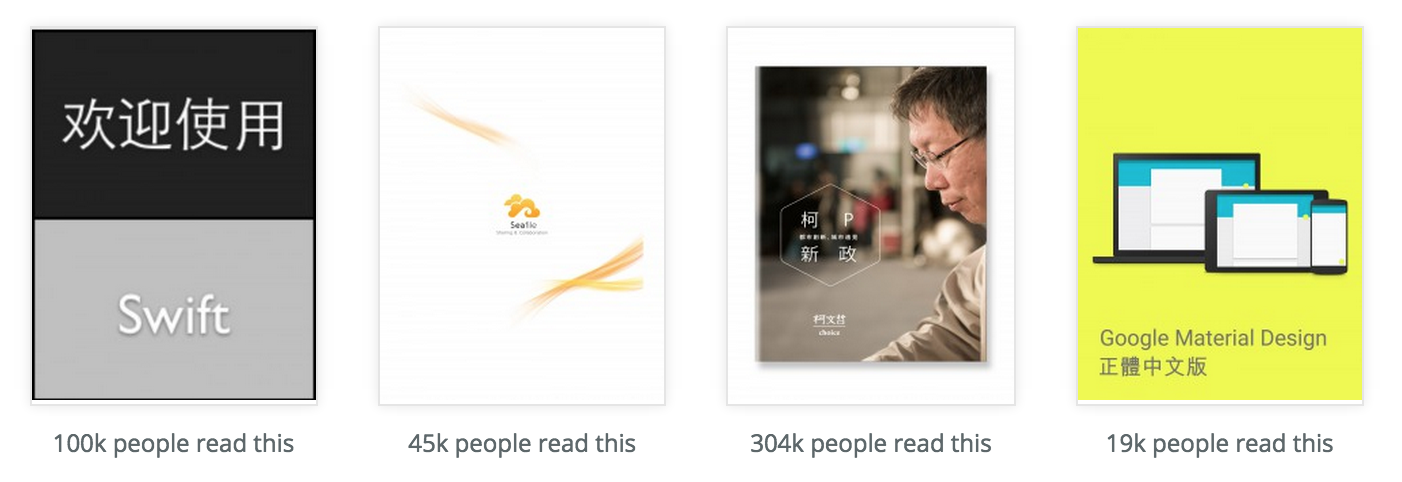 欢迎使用
Swift
100k people read this
Seafile
Sharing & Collaboration
45k people read this
柯 P
都市創新，城市遠見
新 政
柯文哲
choice
304k people read this
Google Material Design
正體中文版
19k people read this